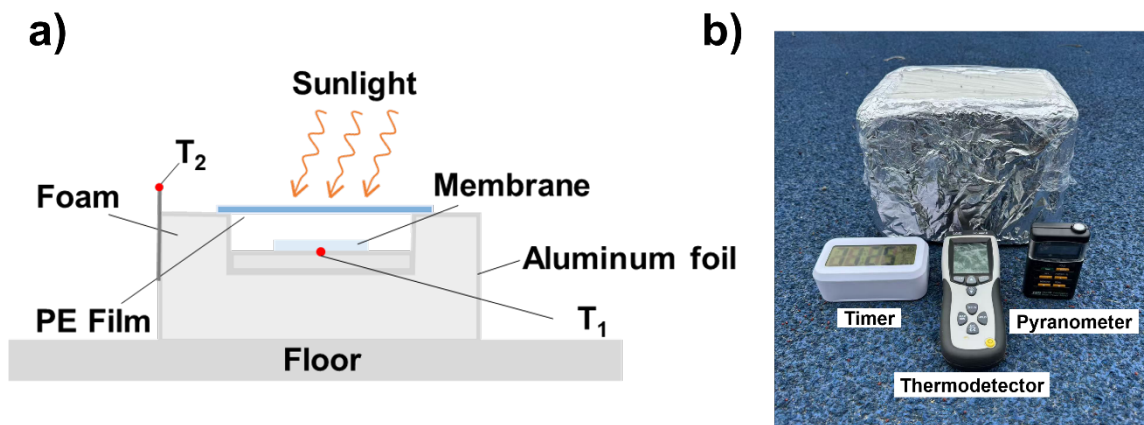 a)
Sunlight
T₂
Foam
Membrane
Aluminum foil
PE Film
T₁
Floor
b)
Timer
Pyranometer
Thermodetector